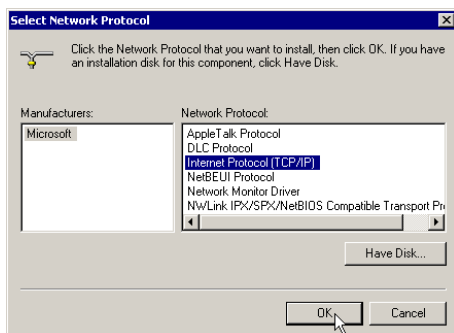 Select Network Protocol
Click the Network Protocol that you want to install, then click OK. If you have
an installation disk for this component, click Have Disk.
Manufacturers:
Microsoft
Network Protocol:
AppleTalk Protocol
DLC Protocol
Internet Protocol (TCP/IP)
NetBEUI Protocol
Network Monitor Driver
NWLink IPX/SPX/NetBIOS Compatible Transport Pr
Have Disk...
OK
Cancel